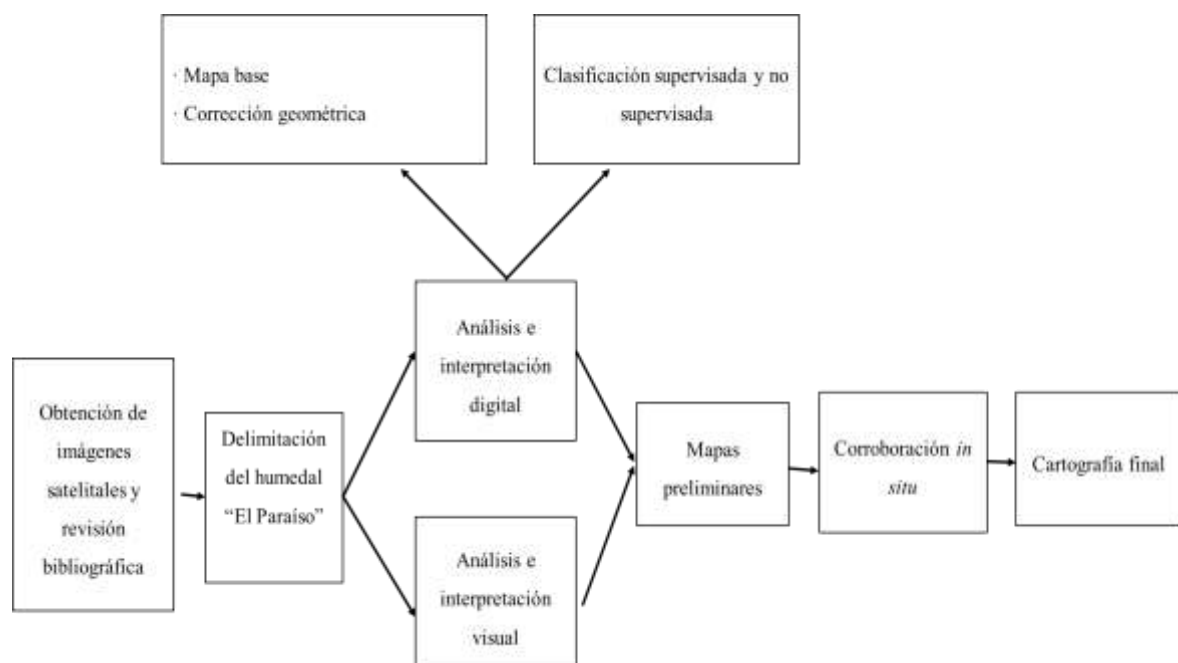 · Mapa base
· Corrección geométrica
Clasificación supervisada y no
supervisada
Análisis e
interpretación
digital
Obtención de
imágenes
satelitales y
revisión
bibliográfica
Delimitación
del humedal
“El Paraíso”
Mapas
preliminares
Corroboración in
situ
Cartografía final
Análisis e
interpretación
visual